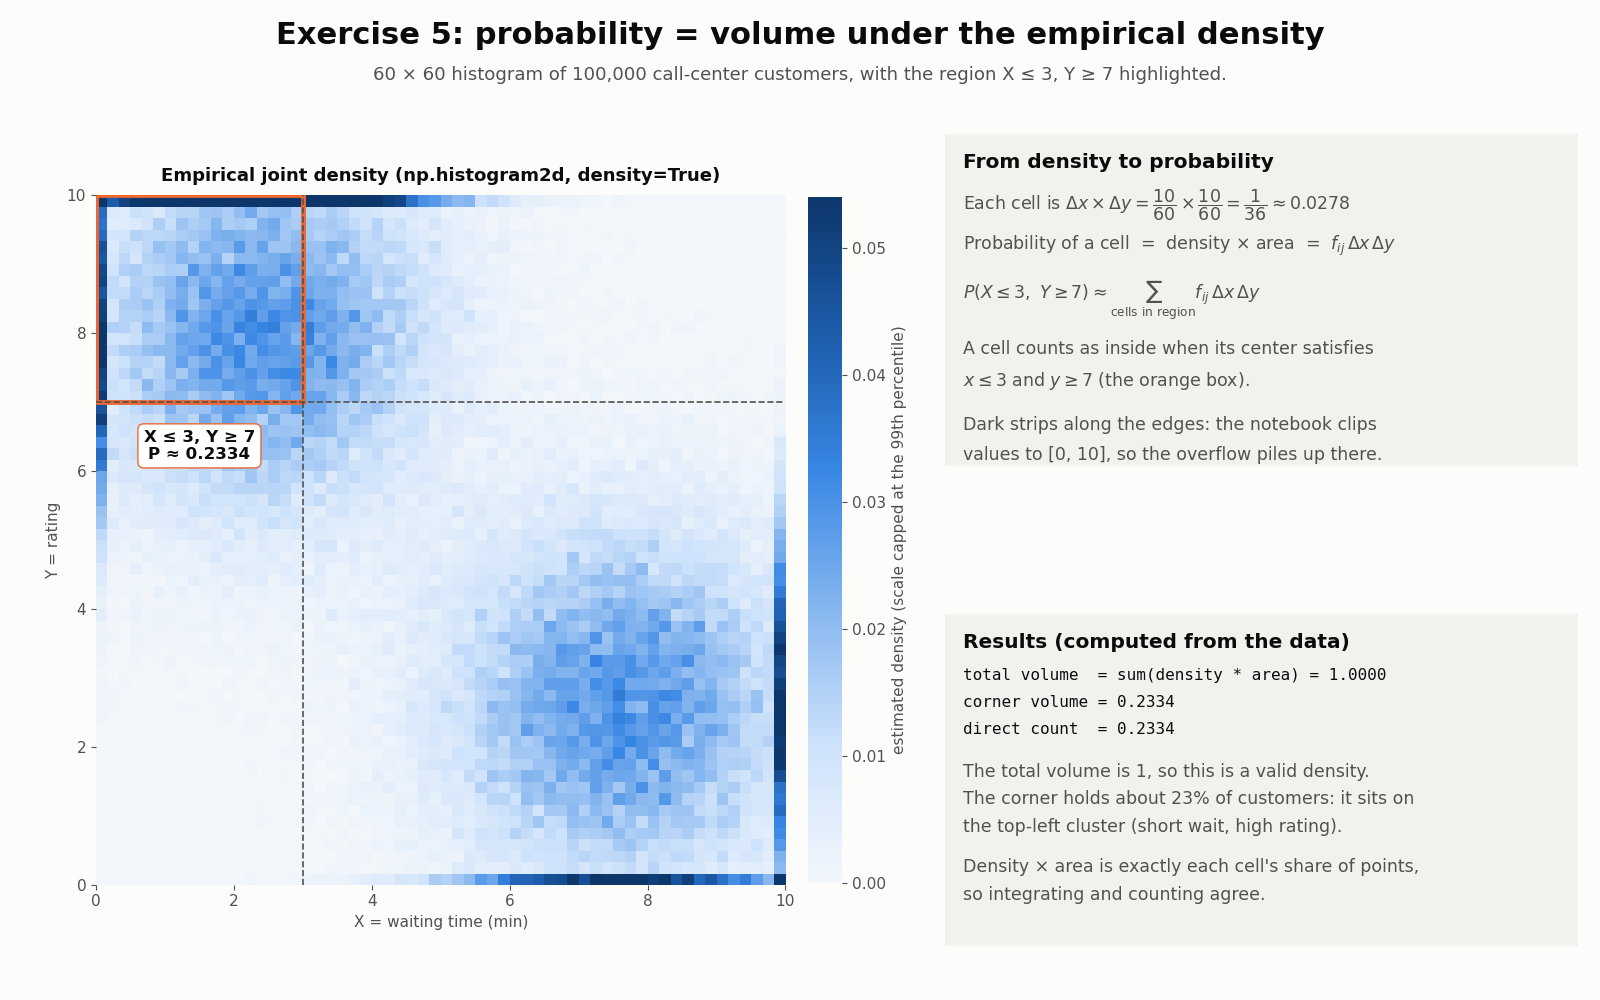 Exercise 5: probability = volume under the empirical density
60 × 60 histogram of 100,000 call-center customers, with the region X ≤ 3, Y ≥ 7 highlighted.
Empirical joint density (np.histogram2d, density=True)
10
8
6
4
2
0
Y = rating
0 2 4 6 8 10
X = waiting time (min)
X ≤ 3, Y ≥ 7
P ≈ 0.2334
0.05
0.04
0.03
0.02
0.01
0.00
estimated density (scale capped at the 99th percentile)
From density to probability
Each cell is Δx × Δy = 10/60 × 10/60 = 1/36 ≈ 0.0278
Probability of a cell = density × area = f_ij Δx Δy
P(X ≤ 3, Y ≥ 7) ≈ ∑ f_ij Δx Δy
cells in region
A cell counts as inside when its center satisfies
x ≤ 3 and y ≥ 7 (the orange box).
Dark strips along the edges: the notebook clips
values to [0, 10], so the overflow piles up there.
Results (computed from the data)
total volume = sum(density * area) = 1.0000
corner volume = 0.2334
direct count = 0.2334
The total volume is 1, so this is a valid density.
The corner holds about 23% of customers: it sits on
the top-left cluster (short wait, high rating).
Density × area is exactly each cell's share of points,
so integrating and counting agree.